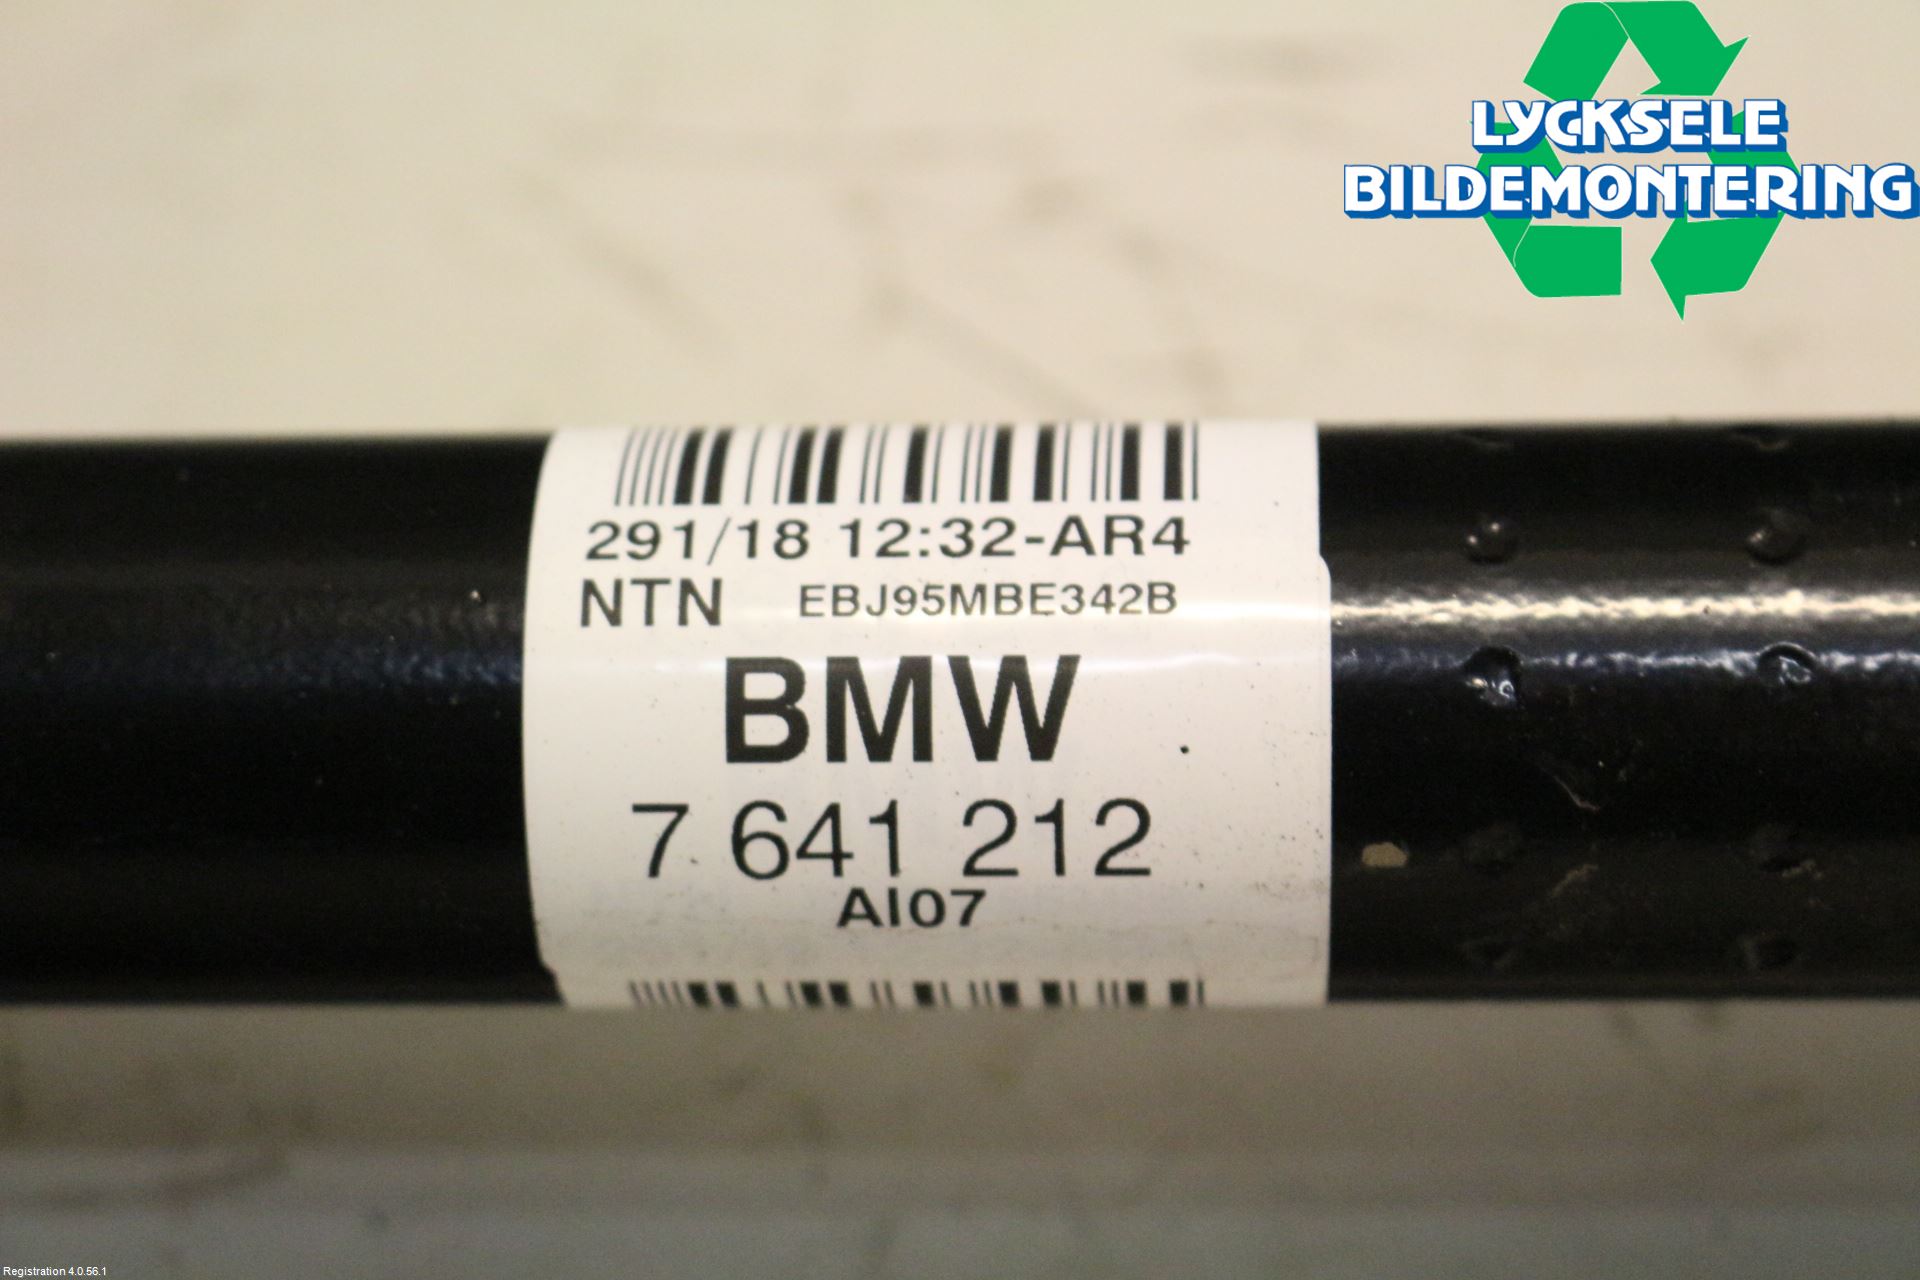 LYCKSELE
BILDEMONTERING
291/18 12:32-AR4
NTN EBJ95MBE342B
BMW
7 641 212
AI07
Registration 4.0.56.1